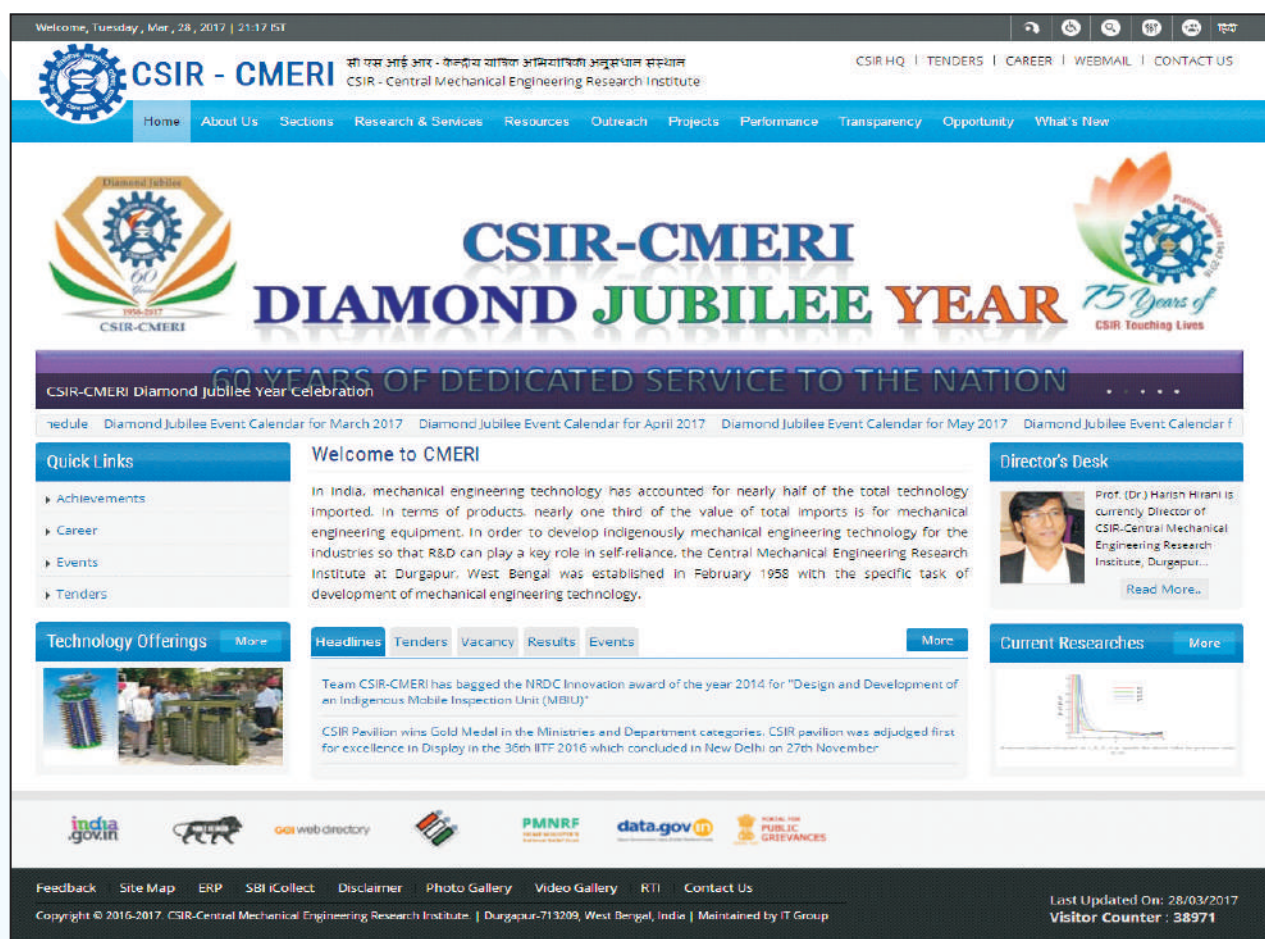 Welcome, Tuesday , Mar , 28 , 2017 | 21:17 IST
हिन्दी
CSIR - CMERI
सी एस आई आर - केन्द्रीय यांत्रिक अभियांत्रिकी अनुसंधान संस्थान
CSIR - Central Mechanical Engineering Research Institute
CSIR HQ | TENDERS | CAREER | WEBMAIL | CONTACT US
Home About Us Sections Research & Services Resources Outreach Projects Performance Transparency Opportunity What's New
Diamond Jubilee
60
Years
1958-2017
CSIR-CMERI
CSIR-CMERI
DIAMOND JUBILEE YEAR
Platinum Jubilee
75 Years of
CSIR Touching Lives
60 YEARS OF DEDICATED SERVICE TO THE NATION
CSIR-CMERI Diamond Jubilee Year Celebration
nedule Diamond Jubilee Event Calendar for March 2017 Diamond Jubilee Event Calendar for April 2017 Diamond Jubilee Event Calendar for May 2017 Diamond Jubilee Event Calendar f
Quick Links
Achievements
Career
Events
Tenders
Welcome to CMERI
In India, mechanical engineering technology has accounted for nearly half of the total technology
imported. In terms of products, nearly one third of the value of total imports is for mechanical
engineering equipment. In order to develop indigenously mechanical engineering technology for the
industries so that R&D can play a key role in self-reliance, the Central Mechanical Engineering Research
Institute at Durgapur, West Bengal was established in February 1958 with the specific task of
development of mechanical engineering technology.
Director's Desk
Prof. (Dr.) Harish Hirani is
currently Director of
CSIR-Central Mechanical
Engineering Research
Institute, Durgapur...
Read More..
Technology Offerings More
Headlines Tenders Vacancy Results Events More
Team CSIR-CMERI has bagged the NRDC Innovation award of the year 2014 for "Design and Development of
an Indigenous Mobile Inspection Unit (MBIU)"
CSIR Pavilion wins Gold Medal in the Ministries and Department categories. CSIR pavilion was adjudged first
for excellence in Display in the 36th IITF 2016 which concluded in New Delhi on 27th November
Current Researches More
india
.gov.in
MAKE IN INDIA
GOI web directory
PMNRF
data.gov in
PORTAL FOR
PUBLIC
GRIEVANCES
Feedback Site Map ERP SBI iCollect Disclaimer Photo Gallery Video Gallery RTI Contact Us
Copyright © 2016-2017. CSIR-Central Mechanical Engineering Research Institute. | Durgapur-713209, West Bengal, India | Maintained by IT Group
Last Updated On: 28/03/2017
Visitor Counter : 38971